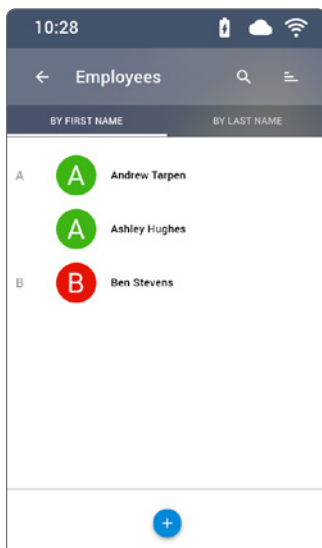 10:28
Employees
BY FIRST NAME BY LAST NAME
A A Andrew Tarpen
A Ashley Hughes
B B Ben Stevens
+